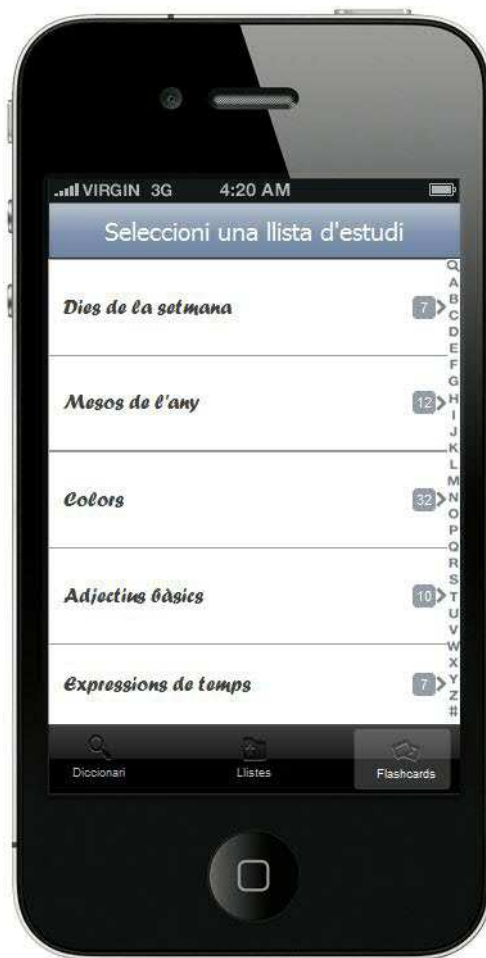 VIRGIN 3G 4:20 AM
Seleccioni una llista d'estudi
Dies de la setmana 7
Mesos de l'any 12
Colors 32
Adjectius bàsics 10
Expressions de temps 7
A
B
C
D
E
F
G
H
I
J
K
L
M
N
O
P
Q
R
S
T
U
V
W
X
Y
Z
#
Diccionari Llistes Flashcards